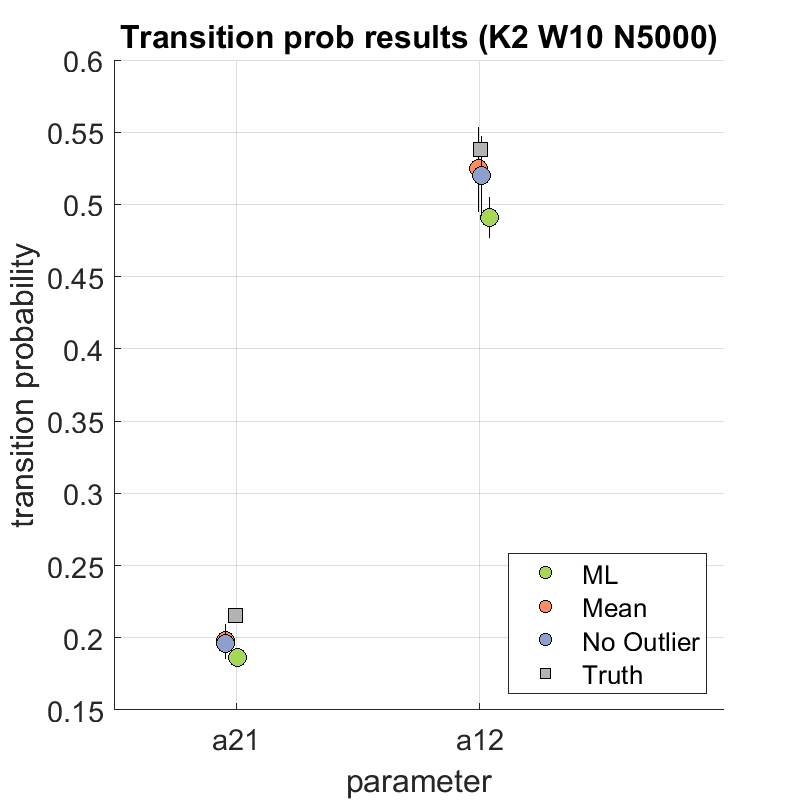 Transition prob results (K2 W10 N5000)
0.6
0.55
0.5
0.45
0.4
0.35
0.3
0.25
0.2
0.15
transition probability
a21
a12
parameter
ML
Mean
No Outlier
Truth